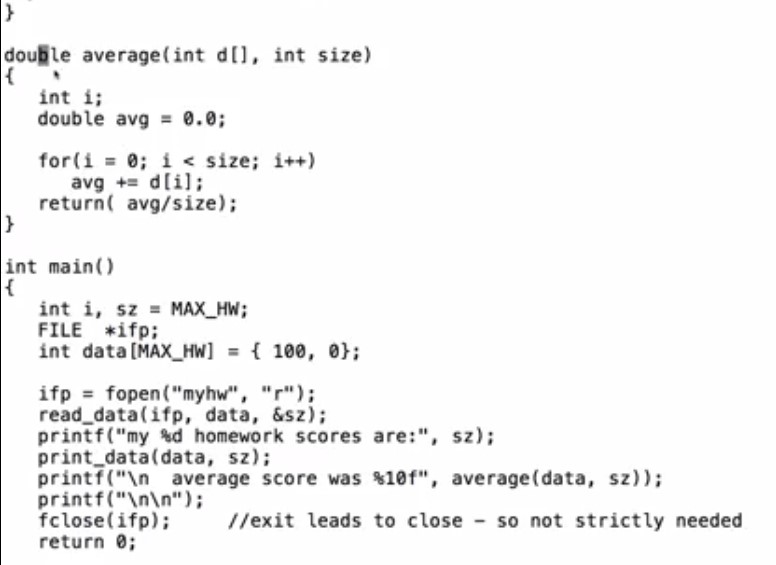 }

double average(int d[], int size)
{
   int i;
   double avg = 0.0;

   for(i = 0; i < size; i++)
      avg += d[i];
   return( avg/size);
}

int main()
{
   int i, sz = MAX_HW;
   FILE  *ifp;
   int data[MAX_HW] = { 100, 0};

   ifp = fopen("myhw", "r");
   read_data(ifp, data, &sz);
   printf("my %d homework scores are:", sz);
   print_data(data, sz);
   printf("\n  average score was %10f", average(data, sz));
   printf("\n\n");
   fclose(ifp);     //exit leads to close – so not strictly needed
   return 0;